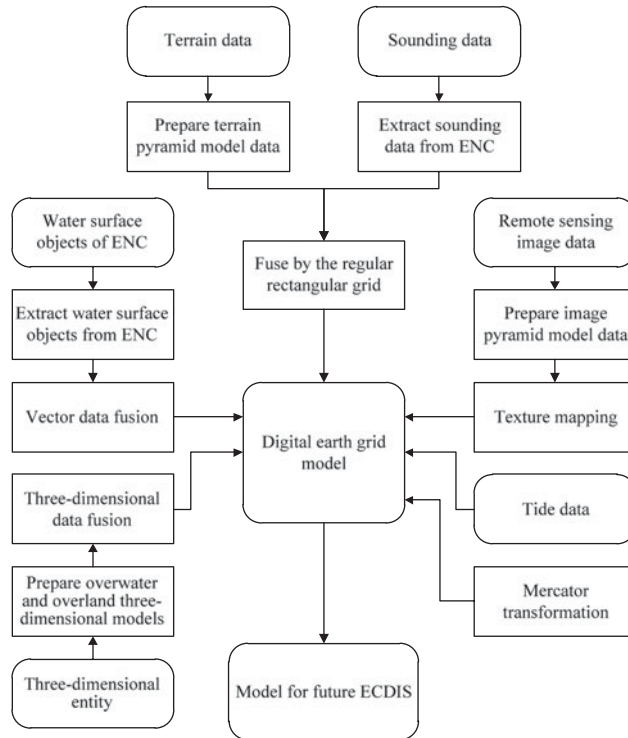 Terrain data
Sounding data
Prepare terrain
pyramid model data
Extract sounding
data from ENC
Water surface
objects of ENC
Remote sensing
image data
Fuse by the regular
rectangular grid
Extract water surface
objects from ENC
Prepare image
pyramid model data
Vector data fusion
Digital earth grid
model
Texture mapping
Three-dimensional
data fusion
Tide data
Prepare overwater
and overland three-
dimensional models
Mercator
transformation
Three-dimensional
entity
Model for future ECDIS